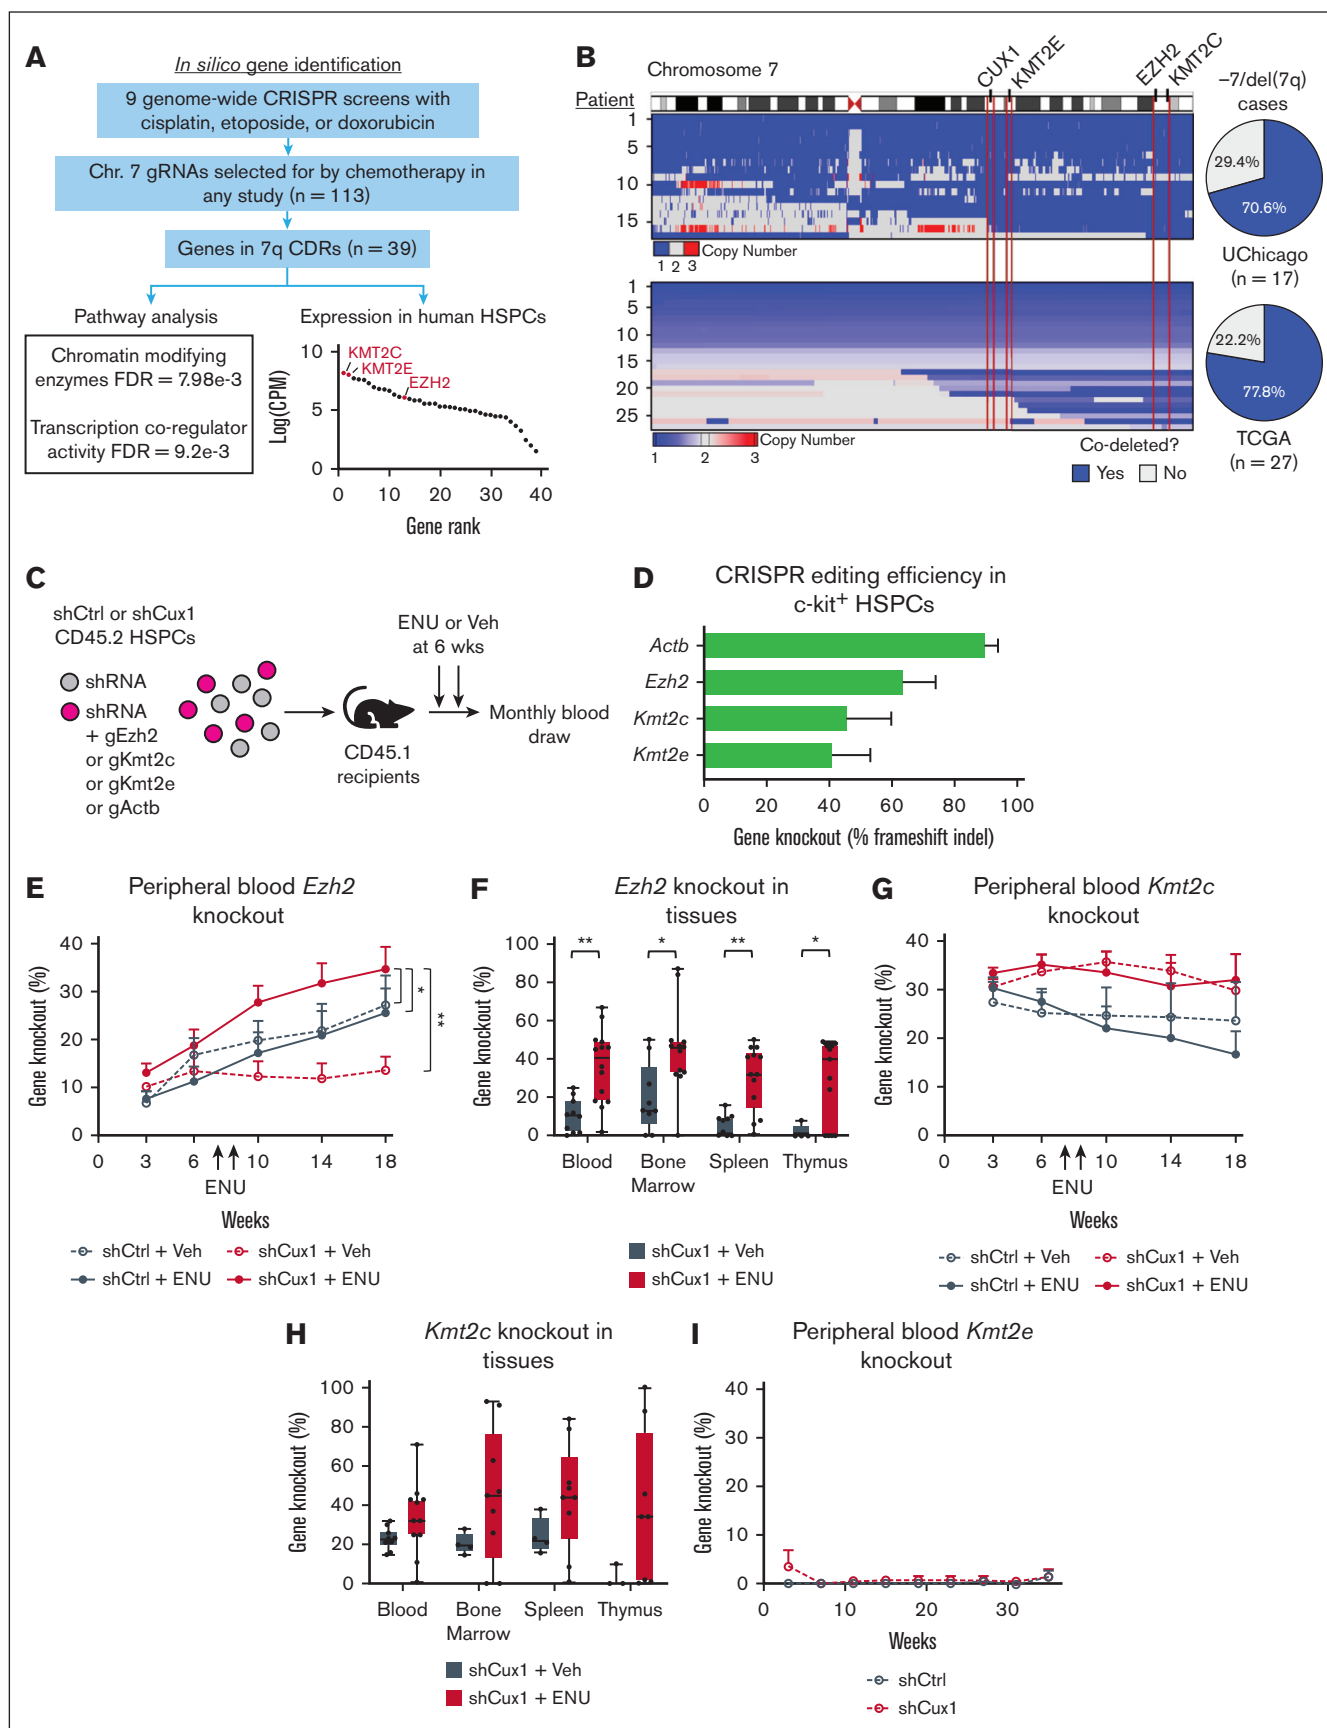 A
In silico gene identification
9 genome-wide CRISPR screens with
cisplatin, etoposide, or doxorubicin
Chr. 7 gRNAs selected for by chemotherapy in
any study (n = 113)
Genes in 7q CDRs (n = 39)
Pathway analysis
Chromatin modifying
enzymes FDR = 7.98e-3
Transcription co-regulator
activity FDR = 9.2e-3
Expression in human HSPCs
Log(CPM)
10
5
0
KMT2C
KMT2E
EZH2
0 10 20 30 40
Gene rank
B
Chromosome 7
CUX1
KMT2E
EZH2
KMT2C
Patient
1
5
10
15
1 2 3
Copy Number
1
5
10
15
20
25
1 2 3
Copy Number
−7/del(7q)
cases
29.4%
70.6%
UChicago
(n = 17)
22.2%
77.8%
TCGA
(n = 27)
Co-deleted?
Yes No
C
shCtrl or shCux1
CD45.2 HSPCs
shRNA
shRNA
+ gEzh2
or gKmt2c
or gKmt2e
or gActb
CD45.1
recipients
ENU or Veh
at 6 wks
Monthly blood
draw
D
CRISPR editing efficiency in
c-kit+ HSPCs
Actb
Ezh2
Kmt2c
Kmt2e
0 20 40 60 80 100
Gene knockout (% frameshift indel)
E
Peripheral blood Ezh2
knockout
Gene knockout (%)
40
30
20
10
0
*
**
0 3 6 10 14 18
ENU
Weeks
shCtrl + Veh
shCux1 + Veh
shCtrl + ENU
shCux1 + ENU
F
Ezh2 knockout in
tissues
Gene knockout (%)
100
80
60
40
20
0
** * ** *
Blood Bone Spleen Thymus
Marrow
shCux1 + Veh
shCux1 + ENU
G
Peripheral blood Kmt2c
knockout
Gene knockout (%)
40
30
20
10
0
0 3 6 10 14 18
ENU
Weeks
shCtrl + Veh
shCux1 + Veh
shCtrl + ENU
shCux1 + ENU
H
Kmt2c knockout in
tissues
Gene knockout (%)
100
80
60
40
20
0
Blood Bone Spleen Thymus
Marrow
shCux1 + Veh
shCux1 + ENU
I
Peripheral blood Kmt2e
knockout
Gene knockout (%)
40
30
20
10
0
0 10 20 30
Weeks
shCtrl
shCux1